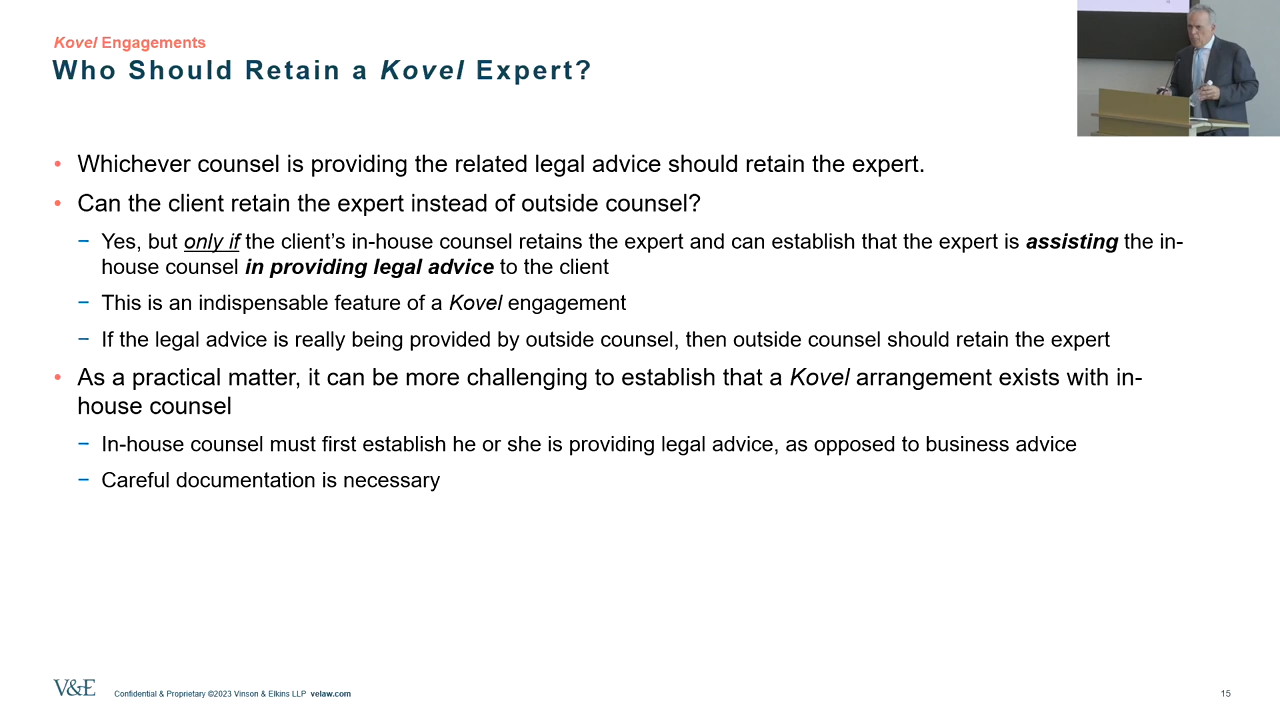 Kovel Engagements
Who Should Retain a Kovel Expert?
• Whichever counsel is providing the related legal advice should retain the expert.
• Can the client retain the expert instead of outside counsel?
− Yes, but only if the client’s in-house counsel retains the expert and can establish that the expert is assisting the in-
house counsel in providing legal advice to the client
− This is an indispensable feature of a Kovel engagement
− If the legal advice is really being provided by outside counsel, then outside counsel should retain the expert
• As a practical matter, it can be more challenging to establish that a Kovel arrangement exists with in-
house counsel
− In-house counsel must first establish he or she is providing legal advice, as opposed to business advice
− Careful documentation is necessary
V&E Confidential & Proprietary ©2023 Vinson & Elkins LLP velaw.com 15